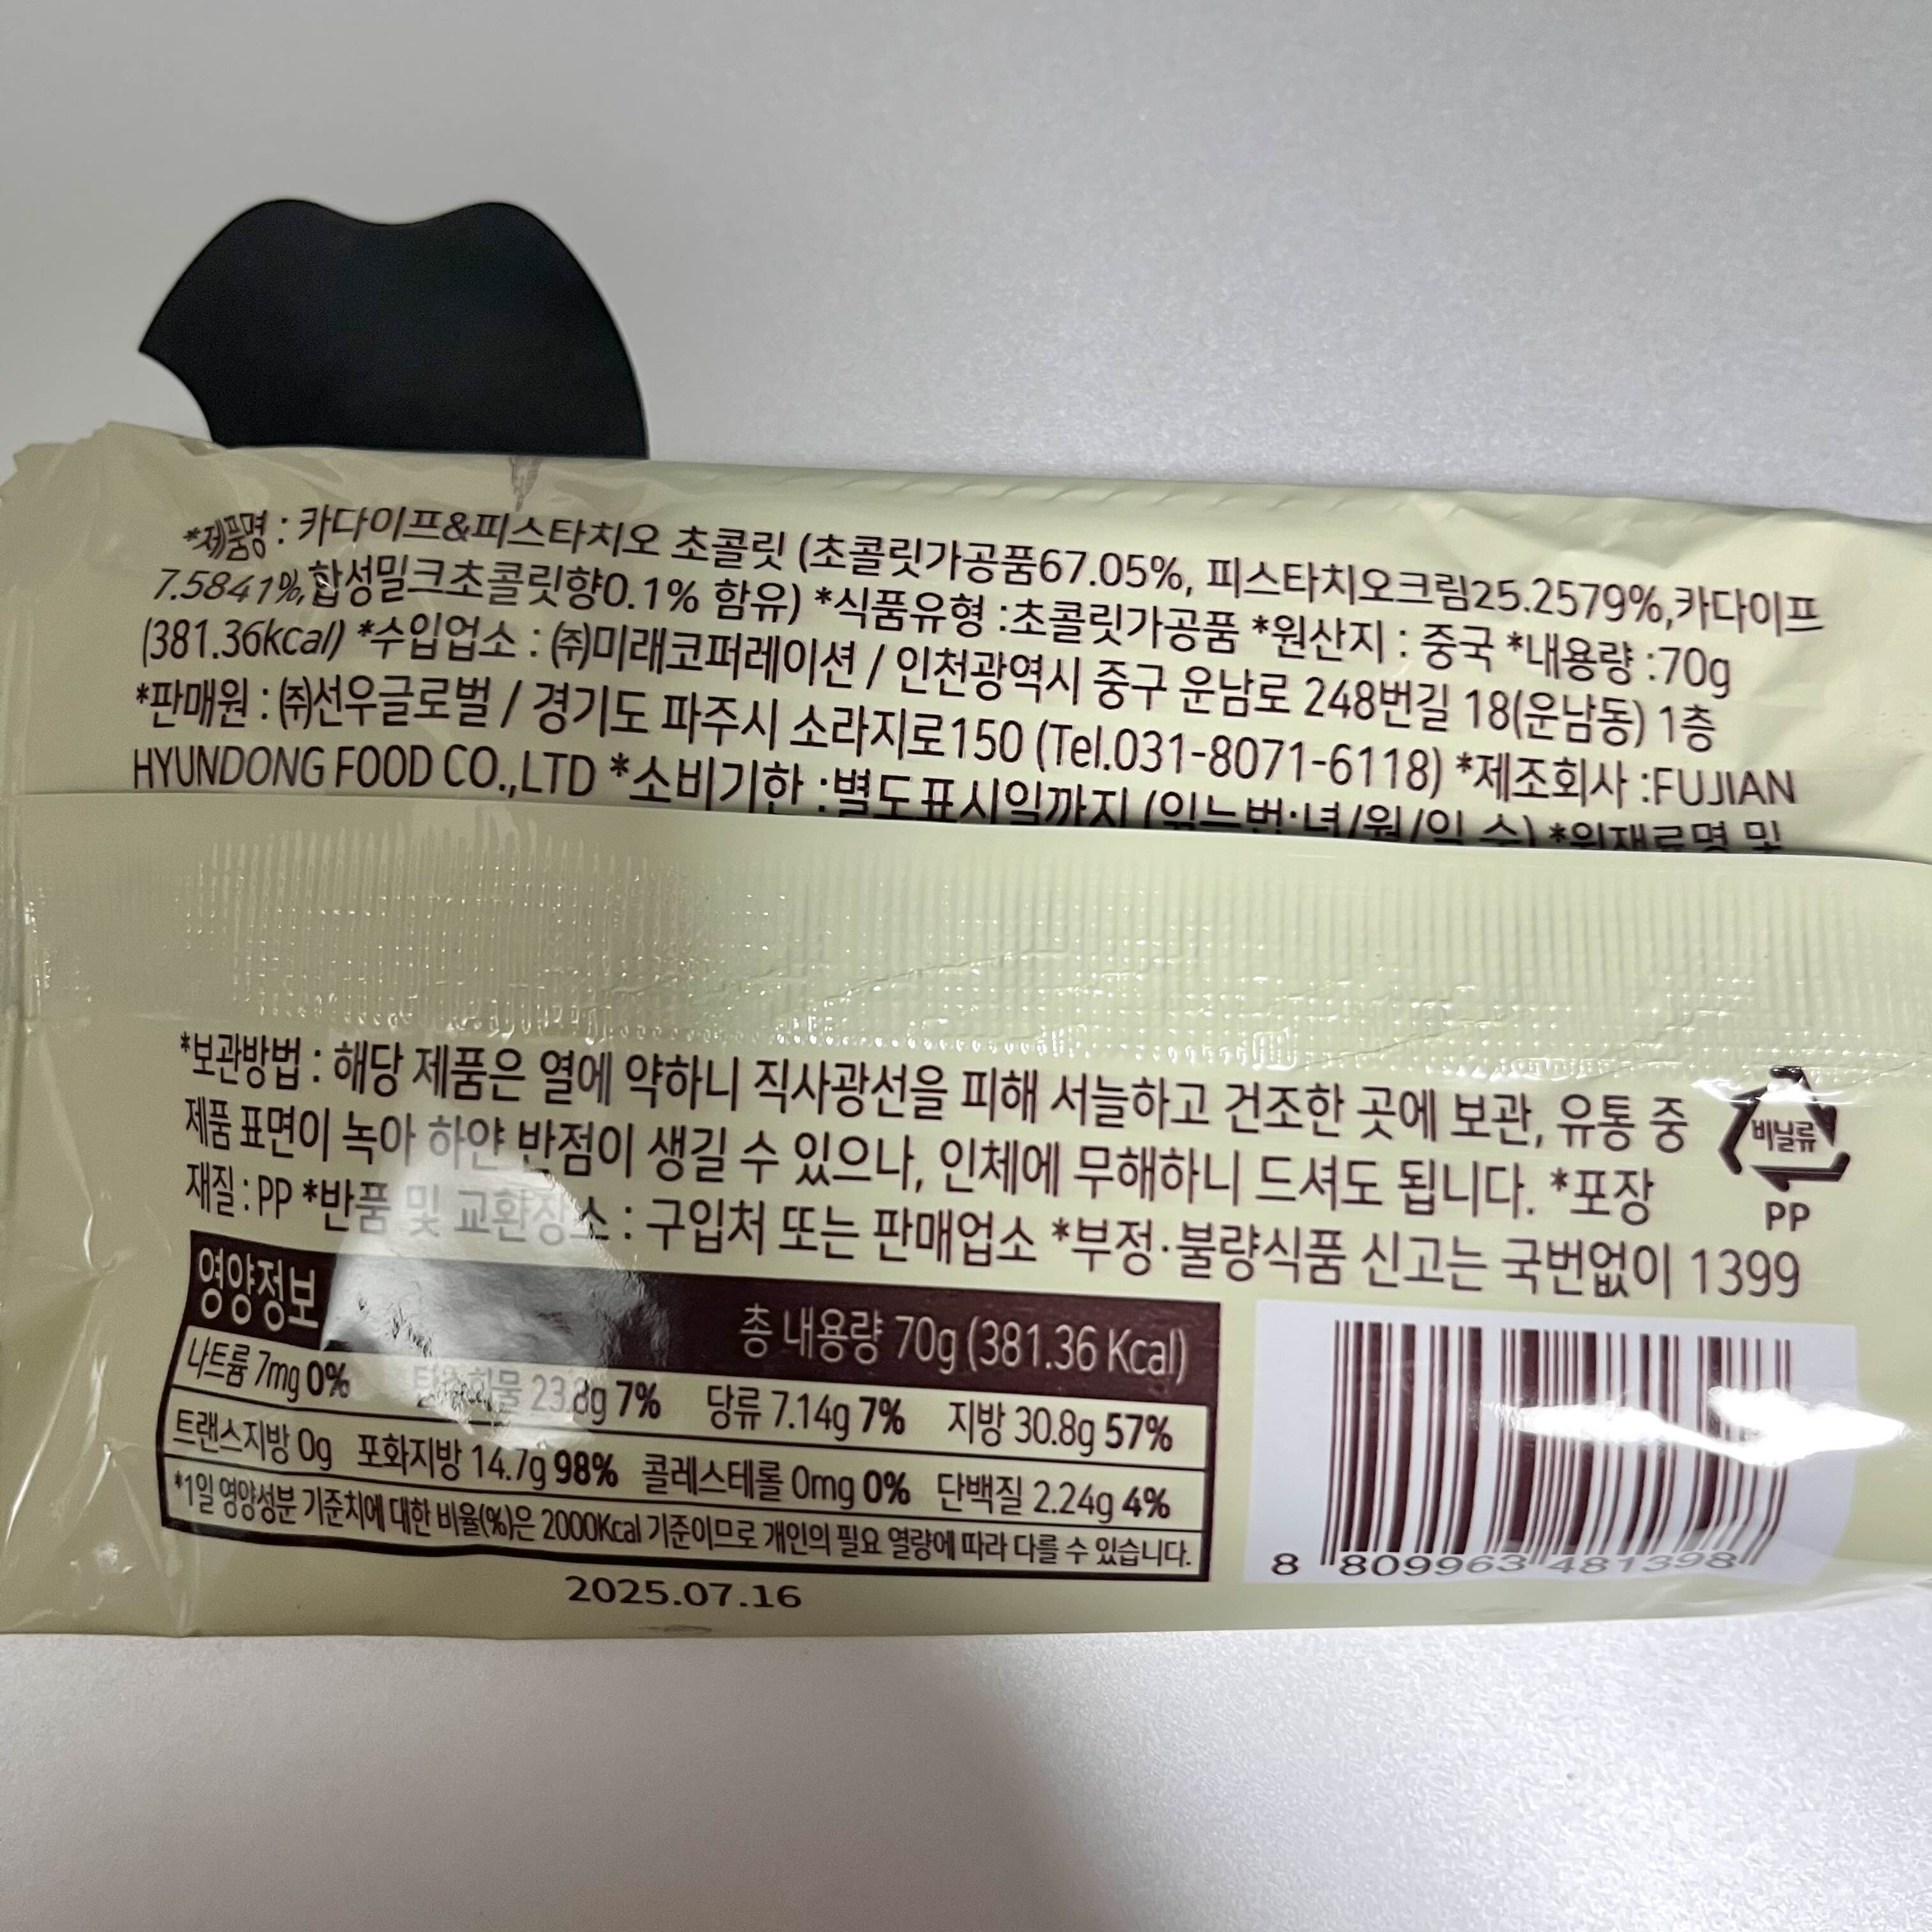 *제품명 : 카다이프&피스타치오 초콜릿 (초콜릿가공품67.05%, 피스타치오크림25.2579%,카다이프
7.5841%,합성밀크초콜릿향0.1% 함유) *식품유형 :초콜릿가공품 *원산지 : 중국 *내용량 :70g
(381.36kcal) *수입업소 : ㈜미래코퍼레이션 / 인천광역시 중구 운남로 248번길 18(운남동) 1층
*판매원 : ㈜선우글로벌 / 경기도 파주시 소라지로150 (Tel.031-8071-6118) *제조회사 :FUJIAN
HYUNDONG FOOD CO.,LTD *소비기한 :별도표시일까지 (읽는법:년/월/일 순) *원재료명 및
*보관방법 : 해당 제품은 열에 약하니 직사광선을 피해 서늘하고 건조한 곳에 보관, 유통 중
제품 표면이 녹아 하얀 반점이 생길 수 있으나, 인체에 무해하니 드셔도 됩니다. *포장
재질 : PP *반품 및 교환장소 : 구입처 또는 판매업소 *부정·불량식품 신고는 국번없이 1399
비닐류
PP
영양정보 총 내용량 70g (381.36 Kcal)
나트륨 7mg 0% 탄수화물 23.8g 7% 당류 7.14g 7% 지방 30.8g 57%
트랜스지방 0g 포화지방 14.7g 98% 콜레스테롤 0mg 0% 단백질 2.24g 4%
*1일 영양성분 기준치에 대한 비율(%)은 2000Kcal 기준이므로 개인의 필요 열량에 따라 다를 수 있습니다.
8 809963 481398
2025.07.16